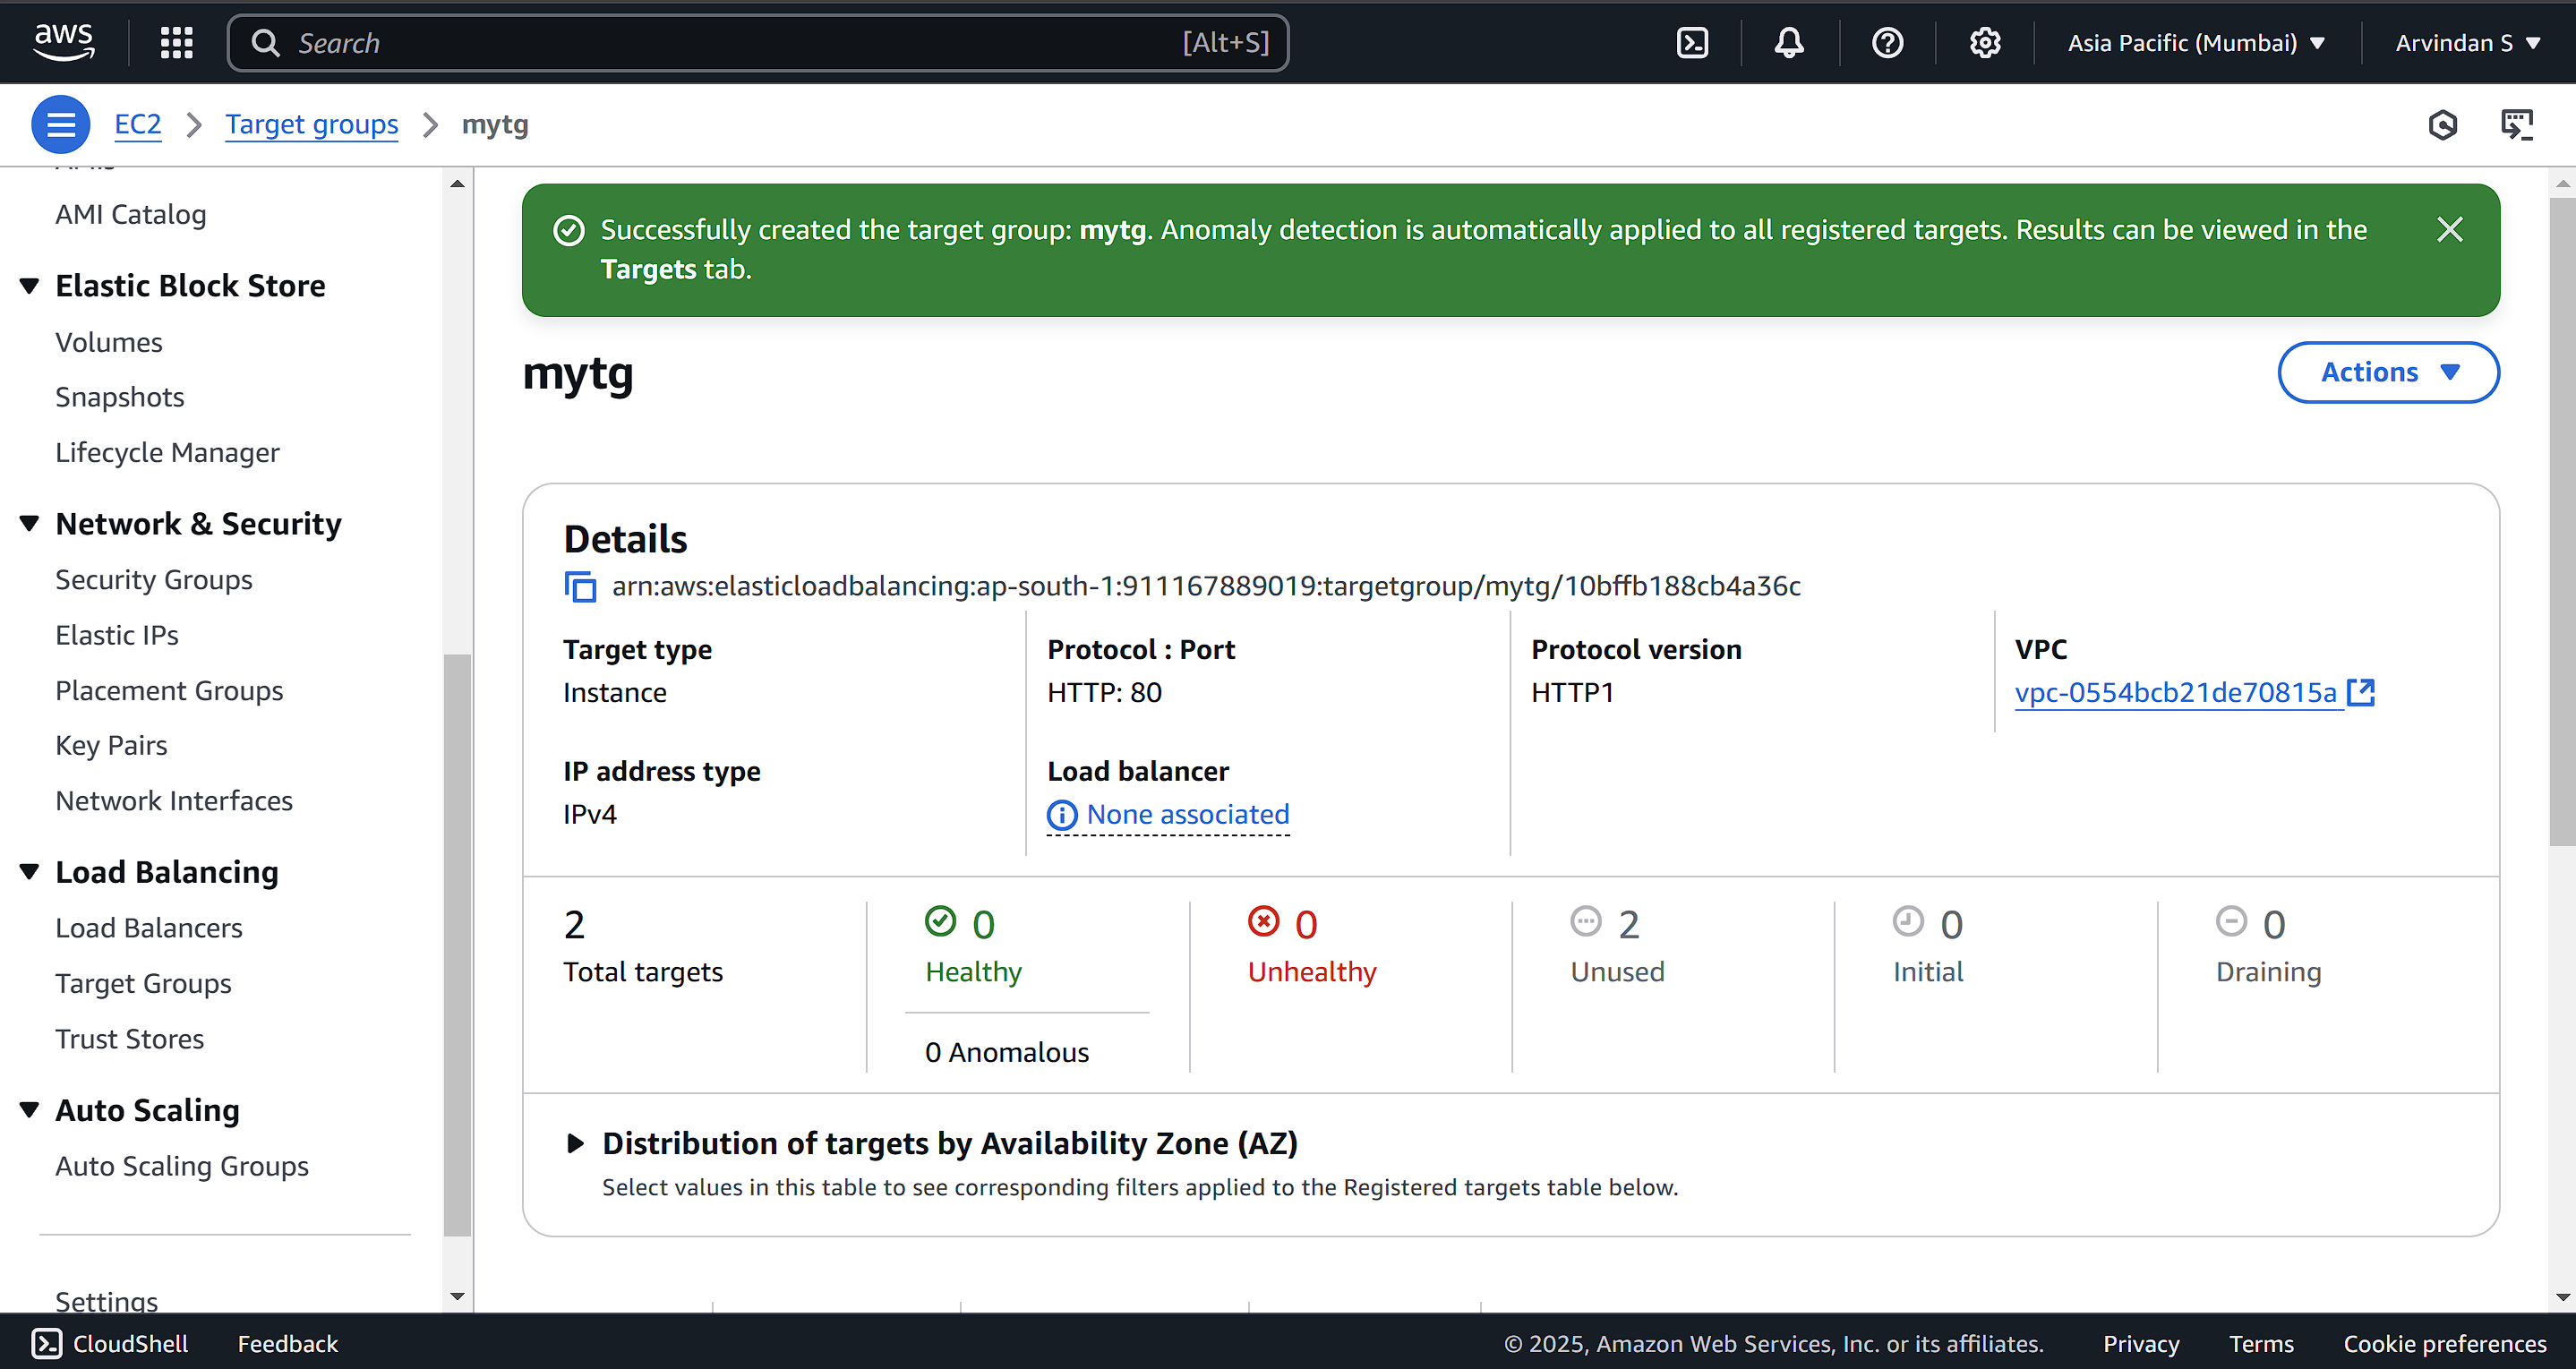 aws
Search
[Alt+S]
Asia Pacific (Mumbai)
Arvindan S
EC2
Target groups
mytg
AMI Catalog
Elastic Block Store
Volumes
Snapshots
Lifecycle Manager
Network & Security
Security Groups
Elastic IPs
Placement Groups
Key Pairs
Network Interfaces
Load Balancing
Load Balancers
Target Groups
Trust Stores
Auto Scaling
Auto Scaling Groups
Settings
Successfully created the target group: mytg. Anomaly detection is automatically applied to all registered targets. Results can be viewed in the
Targets tab.
mytg
Actions
Details
arn:aws:elasticloadbalancing:ap-south-1:911167889019:targetgroup/mytg/10bffb188cb4a36c
Target type
Instance
Protocol : Port
HTTP: 80
Protocol version
HTTP1
VPC
vpc-0554bcb21de70815a
IP address type
IPv4
Load balancer
None associated
2
Total targets
0
Healthy
0 Anomalous
0
Unhealthy
2
Unused
0
Initial
0
Draining
Distribution of targets by Availability Zone (AZ)
Select values in this table to see corresponding filters applied to the Registered targets table below.
CloudShell
Feedback
© 2025, Amazon Web Services, Inc. or its affiliates.
Privacy
Terms
Cookie preferences